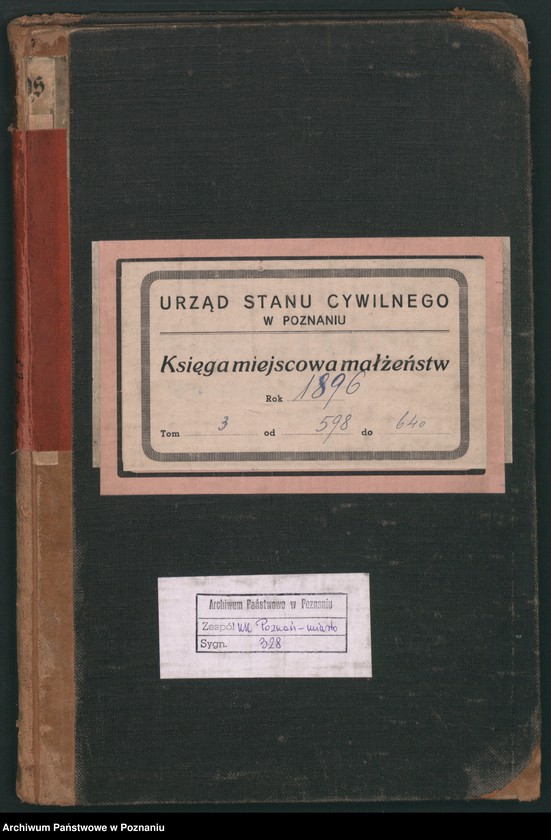 URZĄD STANU CYWILNEGO
W POZNANIU
Księga miejscowa małżeństw
Rok 1896
Tom 3 od 598 do 640
Archiwum Państwowe w Poznaniu
Zespół Poznań-miasto
Sygn. 328
Archiwum Państwowe w Poznaniu